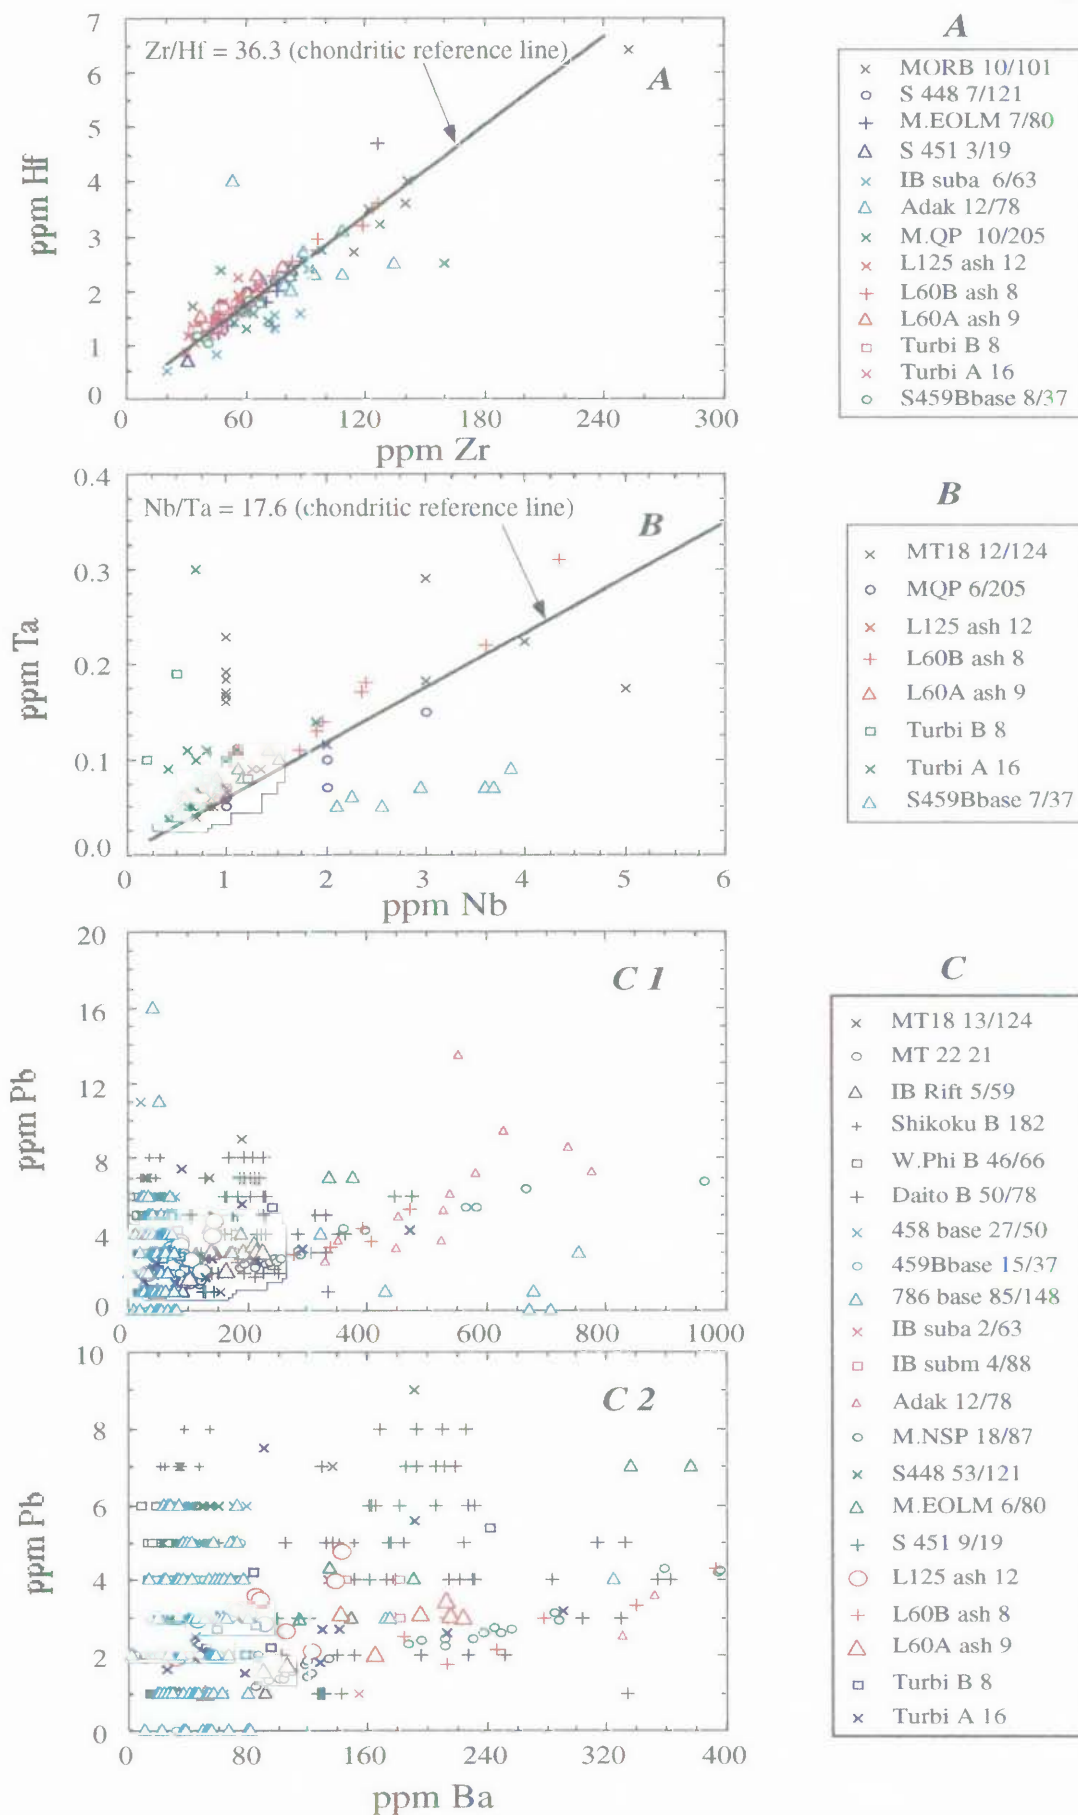 7
6
5
4
3
2
1
0
ppm Hf
Zr/Hf = 36.3 (chondritic reference line)
A
0
60
120
180
240
300
ppm Zr
A
MORB 10/101
S 448 7/121
M.EOLM 7/80
S 451 3/19
IB suba 6/63
Adak 12/78
M.QP 10/205
L125 ash 12
L60B ash 8
L60A ash 9
Turbi B 8
Turbi A 16
S459Bbase 8/37
0.4
0.3
0.2
0.1
0.0
ppm Ta
Nb/Ta = 17.6 (chondritic reference line)
B
0
1
2
3
4
5
6
ppm Nb
B
MT18 12/124
MQP 6/205
L125 ash 12
L60B ash 8
L60A ash 9
Turbi B 8
Turbi A 16
S459Bbase 7/37
20
16
12
8
4
0
ppm Pb
C 1
0
200
400
600
800
1000
10
8
6
4
2
0
ppm Pb
C 2
0
80
160
240
320
400
ppm Ba
C
MT18 13/124
MT 22 21
IB Rift 5/59
Shikoku B 182
W.Phi B 46/66
Daito B 50/78
458 base 27/50
459Bbase 15/37
786 base 85/148
IB suba 2/63
IB subm 4/88
Adak 12/78
M.NSP 18/87
S448 53/121
M.EOLM 6/80
S 451 9/19
L125 ash 12
L60B ash 8
L60A ash 9
Turbi B 8
Turbi A 16